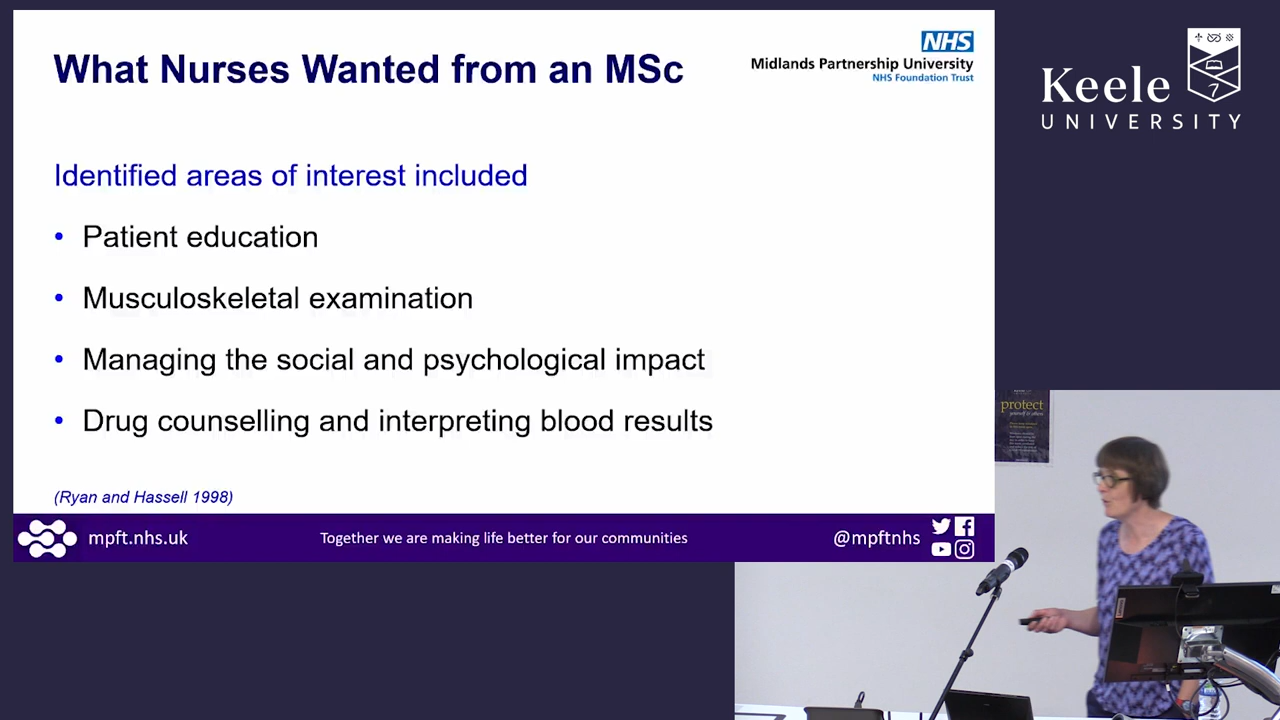 What Nurses Wanted from an MSc
NHS
Midlands Partnership University
NHS Foundation Trust
Keele
UNIVERSITY
Identified areas of interest included
• Patient education
• Musculoskeletal examination
• Managing the social and psychological impact
• Drug counselling and interpreting blood results
(Ryan and Hassell 1998)
mpft.nhs.uk
Together we are making life better for our communities
@mpftnhs
protect